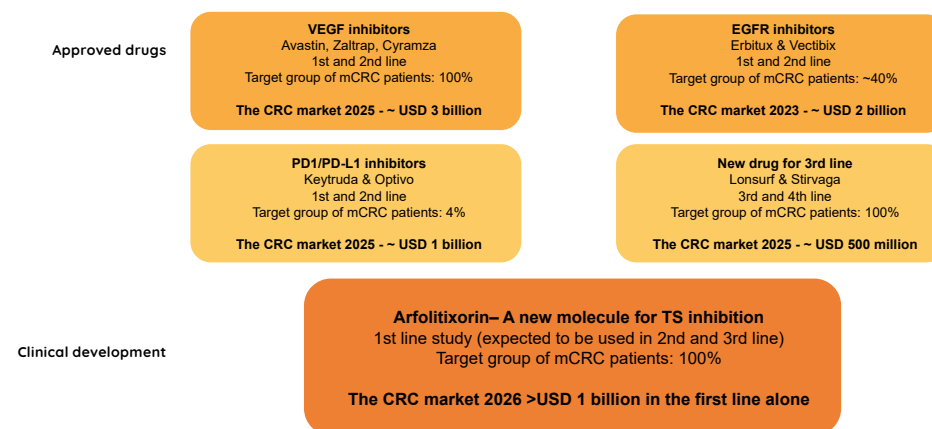 Approved drugs
VEGF inhibitors
Avastin, Zaltrap, Cyramza
1st and 2nd line
Target group of mCRC patients: 100%
The CRC market 2025 - ~ USD 3 billion
EGFR inhibitors
Erbitux & Vectibix
1st and 2nd line
Target group of mCRC patients: ~40%
The CRC market 2023 - ~ USD 2 billion
PD1/PD-L1 inhibitors
Keytruda & Optivo
1st and 2nd line
Target group of mCRC patients: 4%
The CRC market 2025 - ~ USD 1 billion
New drug for 3rd line
Lonsurf & Stirvaga
3rd and 4th line
Target group of mCRC patients: 100%
The CRC market 2025 - ~ USD 500 million
Clinical development
Arfolitixorin– A new molecule for TS inhibition
1st line study (expected to be used in 2nd and 3rd line)
Target group of mCRC patients: 100%
The CRC market 2026 >USD 1 billion in the first line alone